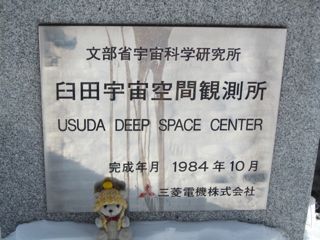 文部省宇宙科学研究所
臼田宇宙空間観測所
USUDA DEEP SPACE CENTER
完成年月 1984年10月
三菱電機株式会社